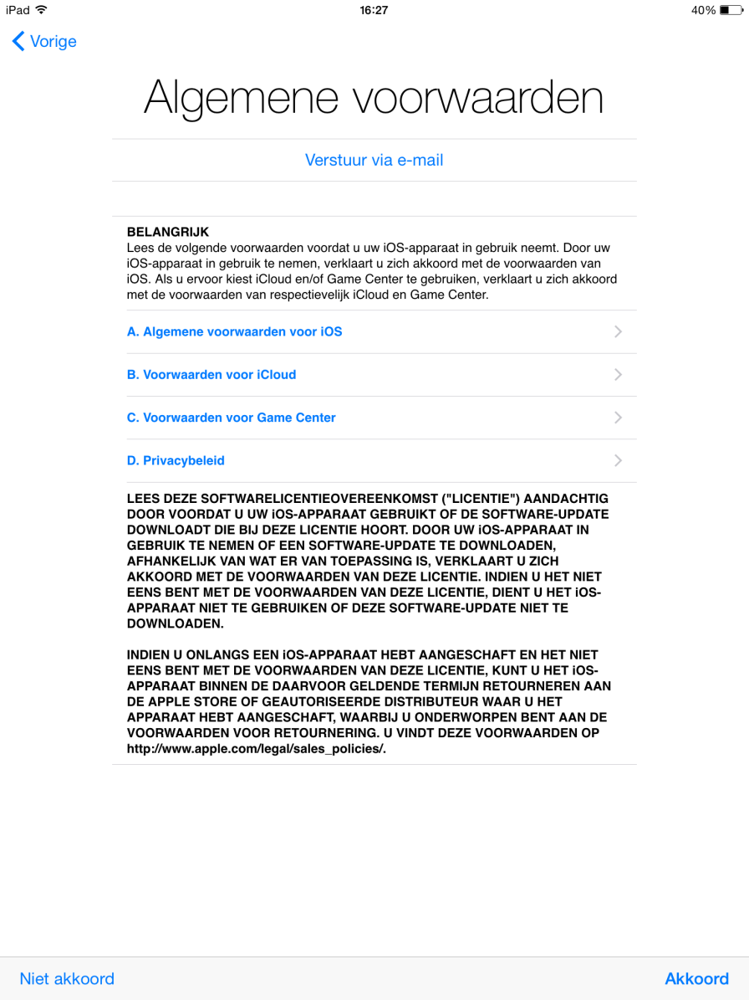 iPad 16:27 40%
Vorige
Algemene voorwaarden
Verstuur via e-mail
BELANGRIJK
Lees de volgende voorwaarden voordat u uw iOS-apparaat in gebruik neemt. Door uw
iOS-apparaat in gebruik te nemen, verklaart u zich akkoord met de voorwaarden van
iOS. Als u ervoor kiest iCloud en/of Game Center te gebruiken, verklaart u zich akkoord
met de voorwaarden van respectievelijk iCloud en Game Center.
A. Algemene voorwaarden voor iOS
B. Voorwaarden voor iCloud
C. Voorwaarden voor Game Center
D. Privacybeleid
LEES DEZE SOFTWARELICENTIEOVEREENKOMST ("LICENTIE") AANDACHTIG
DOOR VOORDAT U UW iOS-APPARAAT GEBRUIKT OF DE SOFTWARE-UPDATE
DOWNLOADT DIE BIJ DEZE LICENTIE HOORT. DOOR UW iOS-APPARAAT IN
GEBRUIK TE NEMEN OF EEN SOFTWARE-UPDATE TE DOWNLOADEN,
AFHANKELIJK VAN WAT ER VAN TOEPASSING IS, VERKLAART U ZICH
AKKOORD MET DE VOORWAARDEN VAN DEZE LICENTIE. INDIEN U HET NIET
EENS BENT MET DE VOORWAARDEN VAN DEZE LICENTIE, DIENT U HET iOS-
APPARAAT NIET TE GEBRUIKEN OF DEZE SOFTWARE-UPDATE NIET TE
DOWNLOADEN.
INDIEN U ONLANGS EEN iOS-APPARAAT HEBT AANGESCHAFT EN HET NIET
EENS BENT MET DE VOORWAARDEN VAN DEZE LICENTIE, KUNT U HET iOS-
APPARAAT BINNEN DE DAARVOOR GELDENDE TERMIJN RETOURNEREN AAN
DE APPLE STORE OF GEAUTORISEERDE DISTRIBUTEUR WAAR U HET
APPARAAT HEBT AANGESCHAFT, WAARBIJ U ONDERWORPEN BENT AAN DE
VOORWAARDEN VOOR RETOURNERING. U VINDT DEZE VOORWAARDEN OP
http://www.apple.com/legal/sales_policies/.
Niet akkoord Akkoord